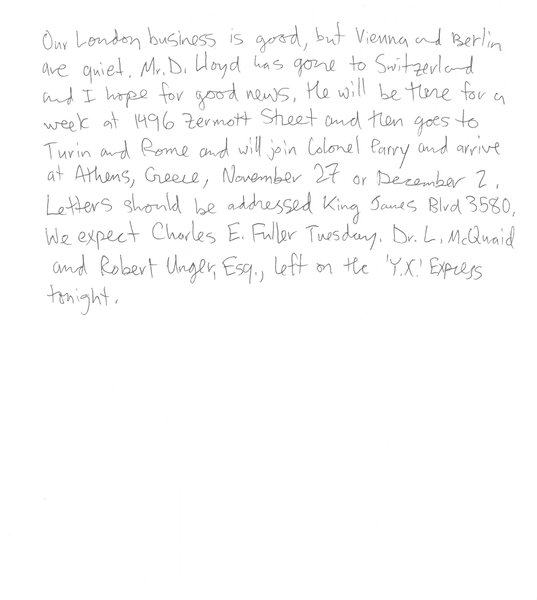 Our London business is good, but Vienna and Berlin
are quiet. Mr. D. Lloyd has gone to Switzerland
and I hope for good news. He will be there for a
week at 1496 Zermott Street and then goes to
Turin and Rome and will join Colonel Parry and arrive
at Athens, Greece, November 27 or December 2.
Letters should be addressed King James Blvd 3580.
We expect Charles E. Fuller Tuesday. Dr. L. McQuaid
and Robert Unger, Esq., left on the 'Y.X.' Express
tonight.